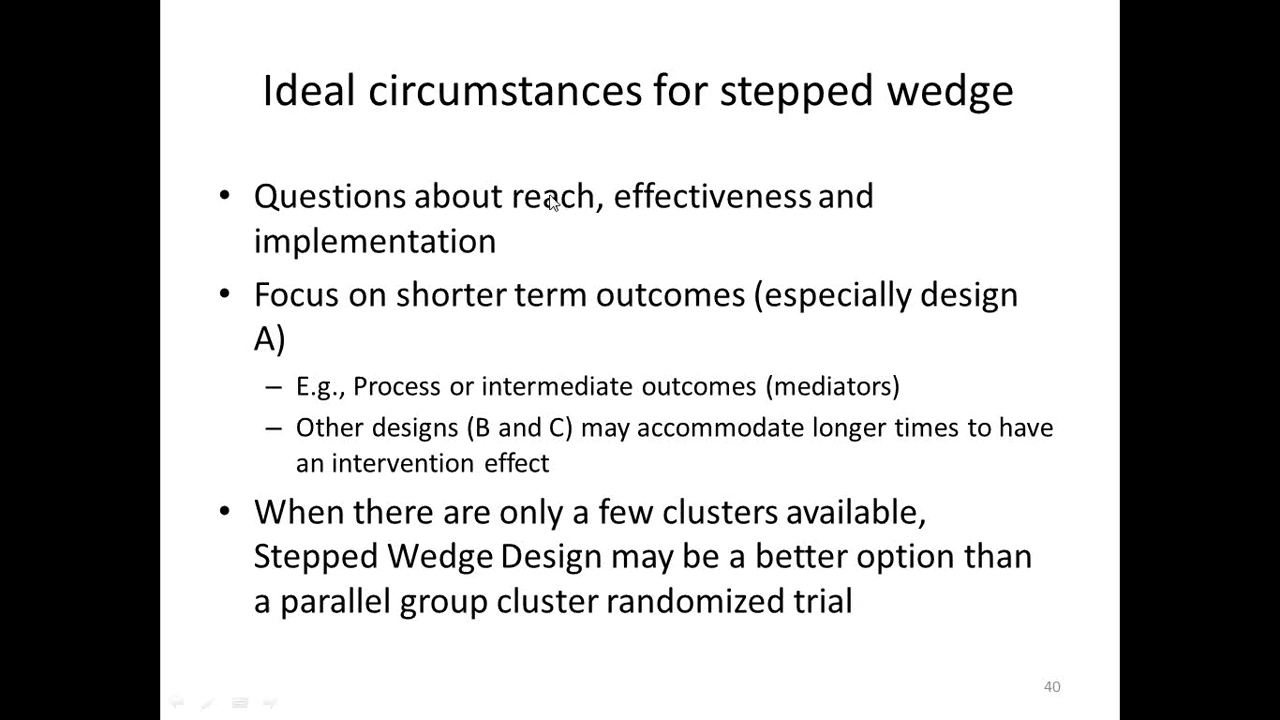 Ideal circumstances for stepped wedge
• Questions about reach, effectiveness and
implementation
• Focus on shorter term outcomes (especially design
A)
– E.g., Process or intermediate outcomes (mediators)
– Other designs (B and C) may accommodate longer times to have
an intervention effect
• When there are only a few clusters available,
Stepped Wedge Design may be a better option than
a parallel group cluster randomized trial
40